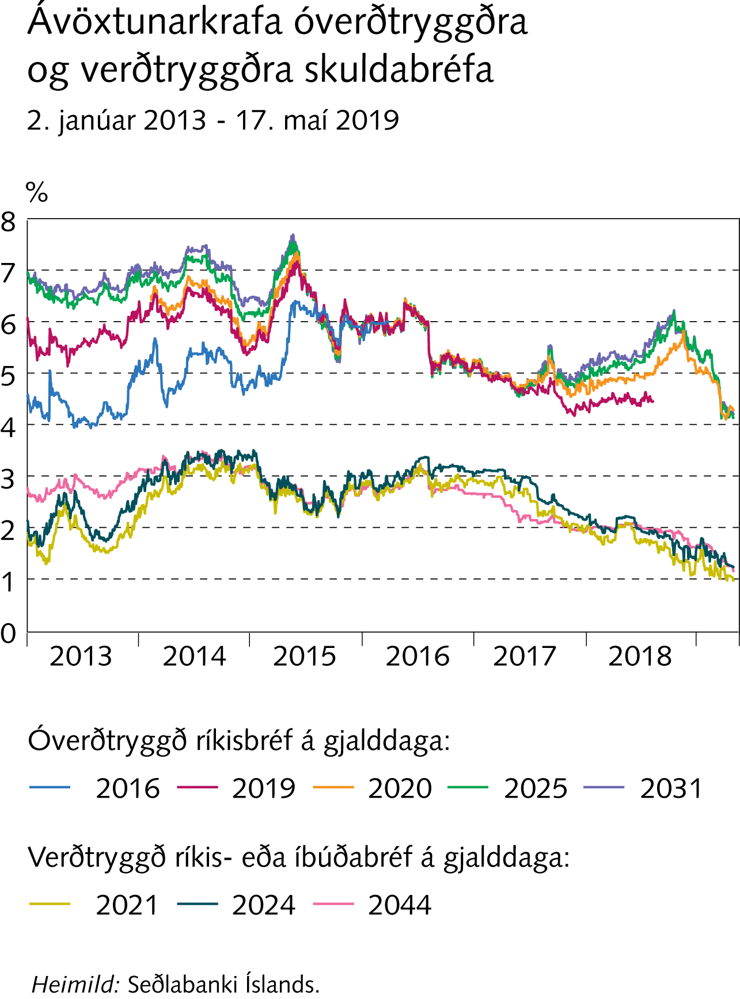 Ávöxtunarkrafa óverðtryggðra
og verðtryggðra skuldabréfa
2. janúar 2013 - 17. maí 2019
%
8
7
6
5
4
3
2
1
0
2013 2014 2015 2016 2017 2018
Óverðtryggð ríkisbréf á gjalddaga:
2016 2019 2020 2025 2031
Verðtryggð ríkis- eða íbúðabréf á gjalddaga:
2021 2024 2044
Heimild: Seðlabanki Íslands.